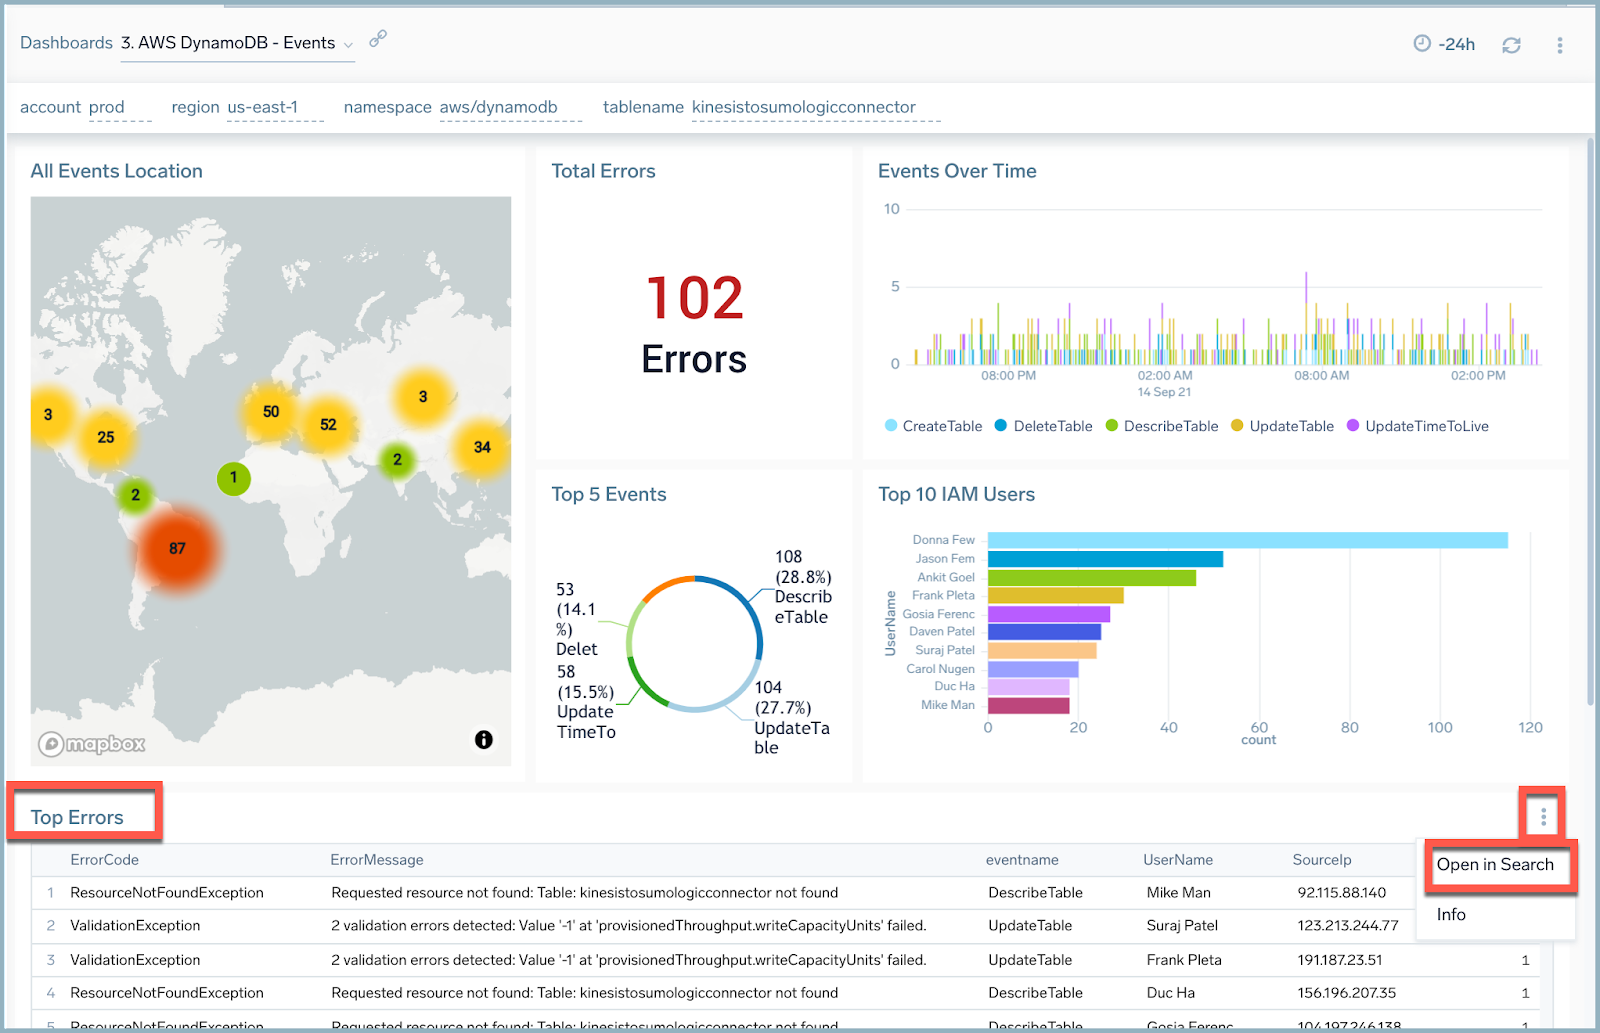 Dashboards 3. AWS DynamoDB - Events
-24h
account prod region us-east-1 namespace aws/dynamodb tablename kinesistosumologicconnector
All Events Location
3
25
50
52
3
34
2
1
2
87
mapbox
Total Errors
102
Errors
Events Over Time
10
5
0
08:00 PM 02:00 AM 08:00 AM 02:00 PM
14 Sep 21
CreateTable DeleteTable DescribeTable UpdateTable UpdateTimeToLive
Top 5 Events
108
(28.8%)
Describ
eTable
53
(14.1
%)
Delet
58
(15.5%)
Update
TimeTo
104
(27.7%)
UpdateTa
ble
Top 10 IAM Users
UserName
Donna Few
Jason Fem
Ankit Goel
Frank Pleta
Gosia Ferenc
Daven Patel
Suraj Patel
Carol Nugen
Duc Ha
Mike Man
0 20 40 60 80 100 120
count
Top Errors
ErrorCode ErrorMessage eventname UserName SourceIp
Open in Search
Info
1 ResourceNotFoundException Requested resource not found: Table: kinesistosumologicconnector not found DescribeTable Mike Man 92.115.88.140
2 ValidationException 2 validation errors detected: Value '-1' at 'provisionedThroughput.writeCapacityUnits' failed. UpdateTable Suraj Patel 123.213.244.77
3 ValidationException 2 validation errors detected: Value '-1' at 'provisionedThroughput.writeCapacityUnits' failed. UpdateTable Frank Pleta 191.187.23.51 1
4 ResourceNotFoundException Requested resource not found: Table: kinesistosumologicconnector not found DescribeTable Duc Ha 156.196.207.35 1
5 ResourceNotFoundException Requested resource not found: Table: kinesistosumologicconnector not found DescribeTable Gosia Ferenc 104.197.246.138 1